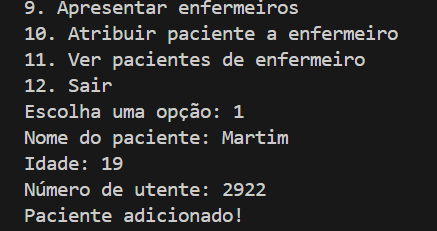 9. Apresentar enfermeiros
10. Atribuir paciente a enfermeiro
11. Ver pacientes de enfermeiro
12. Sair
Escolha uma opção: 1
Nome do paciente: Martim
Idade: 19
Número de utente: 2922
Paciente adicionado!